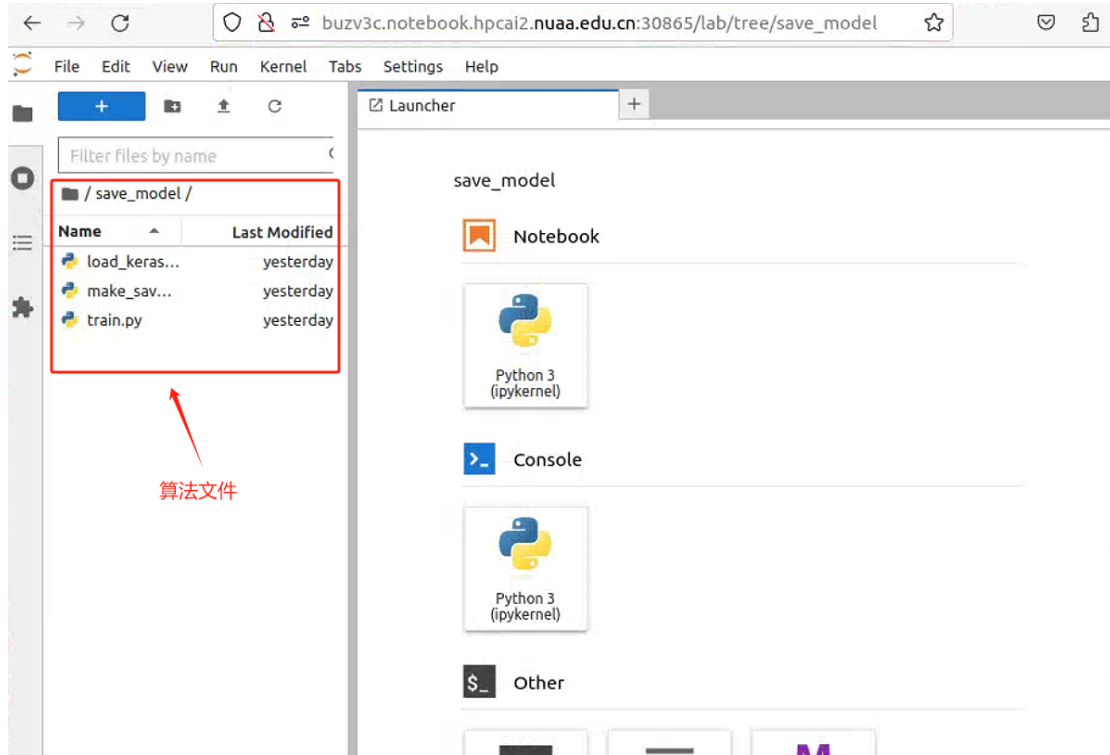 buzv3c.notebook.hpcai2.nuaa.edu.cn:30865/lab/tree/save_model
File Edit View Run Kernel Tabs Settings Help
+
Launcher
+
Filter files by name
/ save_model /
Name Last Modified
load_keras... yesterday
make_sav... yesterday
train.py yesterday
算法文件
save_model
Notebook
Python 3
(ipykernel)
Console
Python 3
(ipykernel)
$_ Other
M